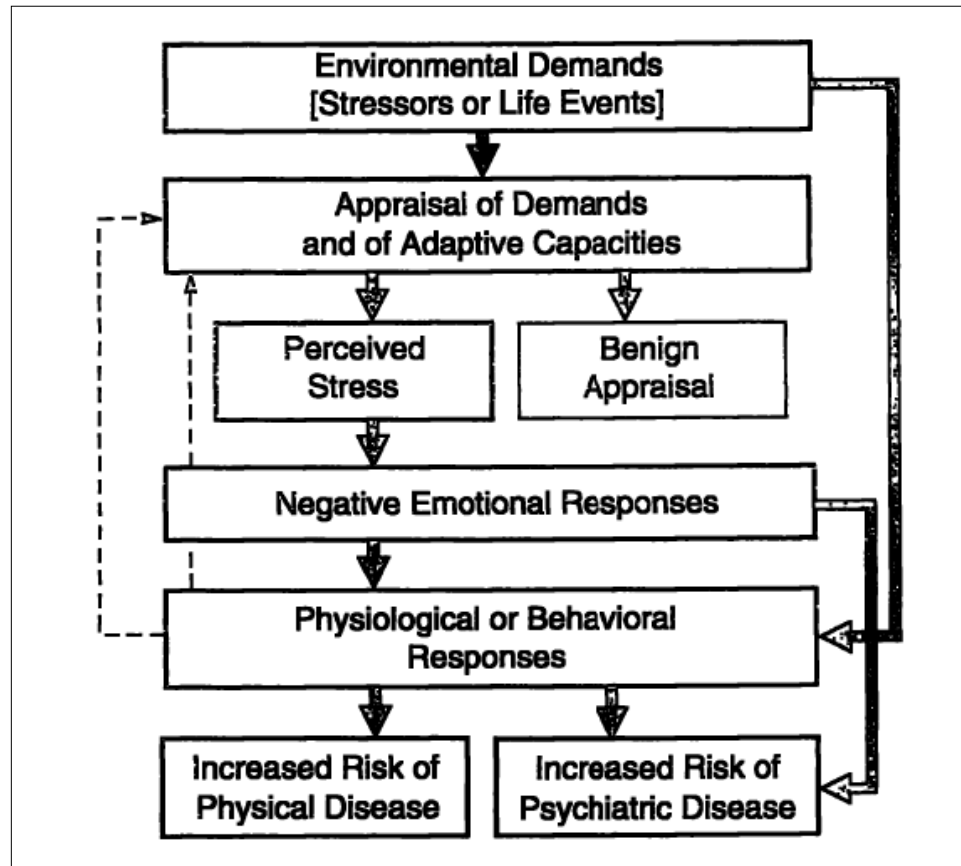 Environmental Demands
[Stressors or Life Events]
Appraisal of Demands
and of Adaptive Capacities
Perceived
Stress
Benign
Appraisal
Negative Emotional Responses
Physiological or Behavioral
Responses
Increased Risk of
Physical Disease
Increased Risk of
Psychiatric Disease